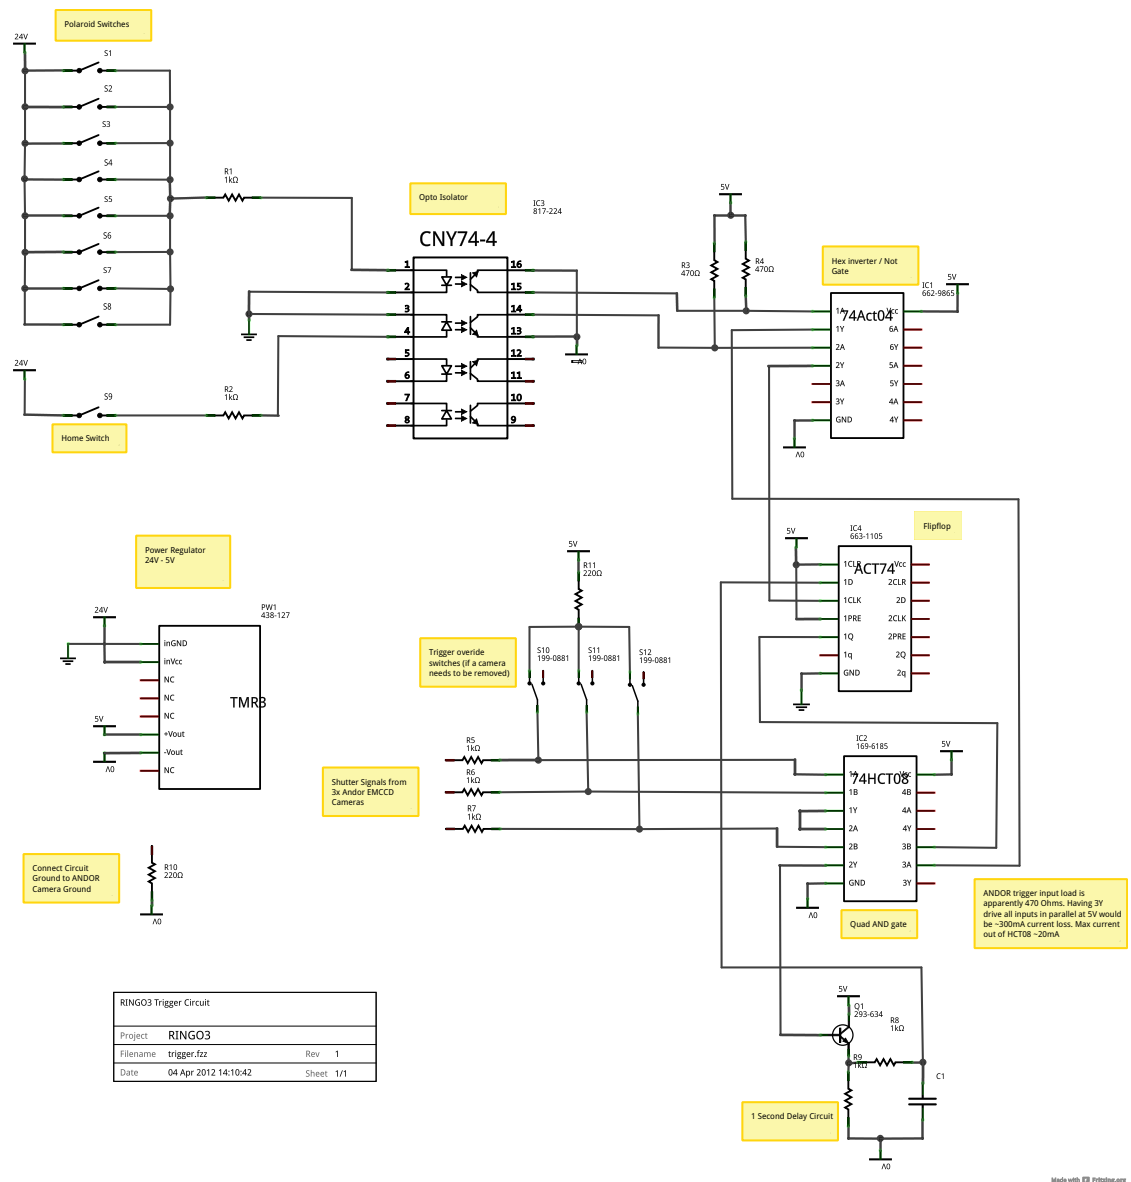 Polaroid Switches
24V
S1
S2
S3
S4
S5
S6
S7
S8
R1
1kΩ
24V
S9
R2
1kΩ
Home Switch
Opto Isolator
IC3
817-224
CNY74-4
1
2
3
4
5
6
7
8
16
15
14
13
12
11
10
9
0V
5V
R3
470Ω
R4
470Ω
Hex inverter / Not
Gate
IC1
662-9865
5V
74Act04
1A
1Y
2A
2Y
3A
3Y
GND
Vcc
6A
6Y
5A
5Y
4A
4Y
0V
Flipflop
5V
IC4
663-1105
ACT74
1CLR
1D
1CLK
1PRE
1Q
1q
GND
Vcc
2CLR
2D
2CLK
2PRE
2Q
2q
Power Regulator
24V - 5V
24V
PW1
438-127
inGND
inVcc
NC
NC
NC
+Vout
-Vout
NC
TMR3
5V
0V
5V
R11
220Ω
Trigger overide
switches (if a camera
needs to be removed)
S10
199-0881
S11
199-0881
S12
199-0881
R5
1kΩ
R6
1kΩ
R7
1kΩ
Shutter Signals from
3x Andor EMCCD
Cameras
IC2
169-6185
5V
74HCT08
1A
1B
1Y
2A
2B
2Y
GND
Vcc
4B
4A
4Y
3B
3A
3Y
0V
Quad AND gate
Connect Circuit
Ground to ANDOR
Camera Ground
R10
220Ω
0V
ANDOR trigger input load is
apparently 470 Ohms. Having 3Y
drive all inputs in parallel at 5V would
be ~300mA current loss. Max current
out of HCT08 ~20mA
5V
Q1
293-634
R8
1kΩ
R9
1kΩ
C1
1 Second Delay Circuit
0V
RINGO3 Trigger Circuit
Project RINGO3
Filename trigger.fzz Rev 1
Date 04 Apr 2012 14:10:42 Sheet 1/1
Made with Fritzing.org